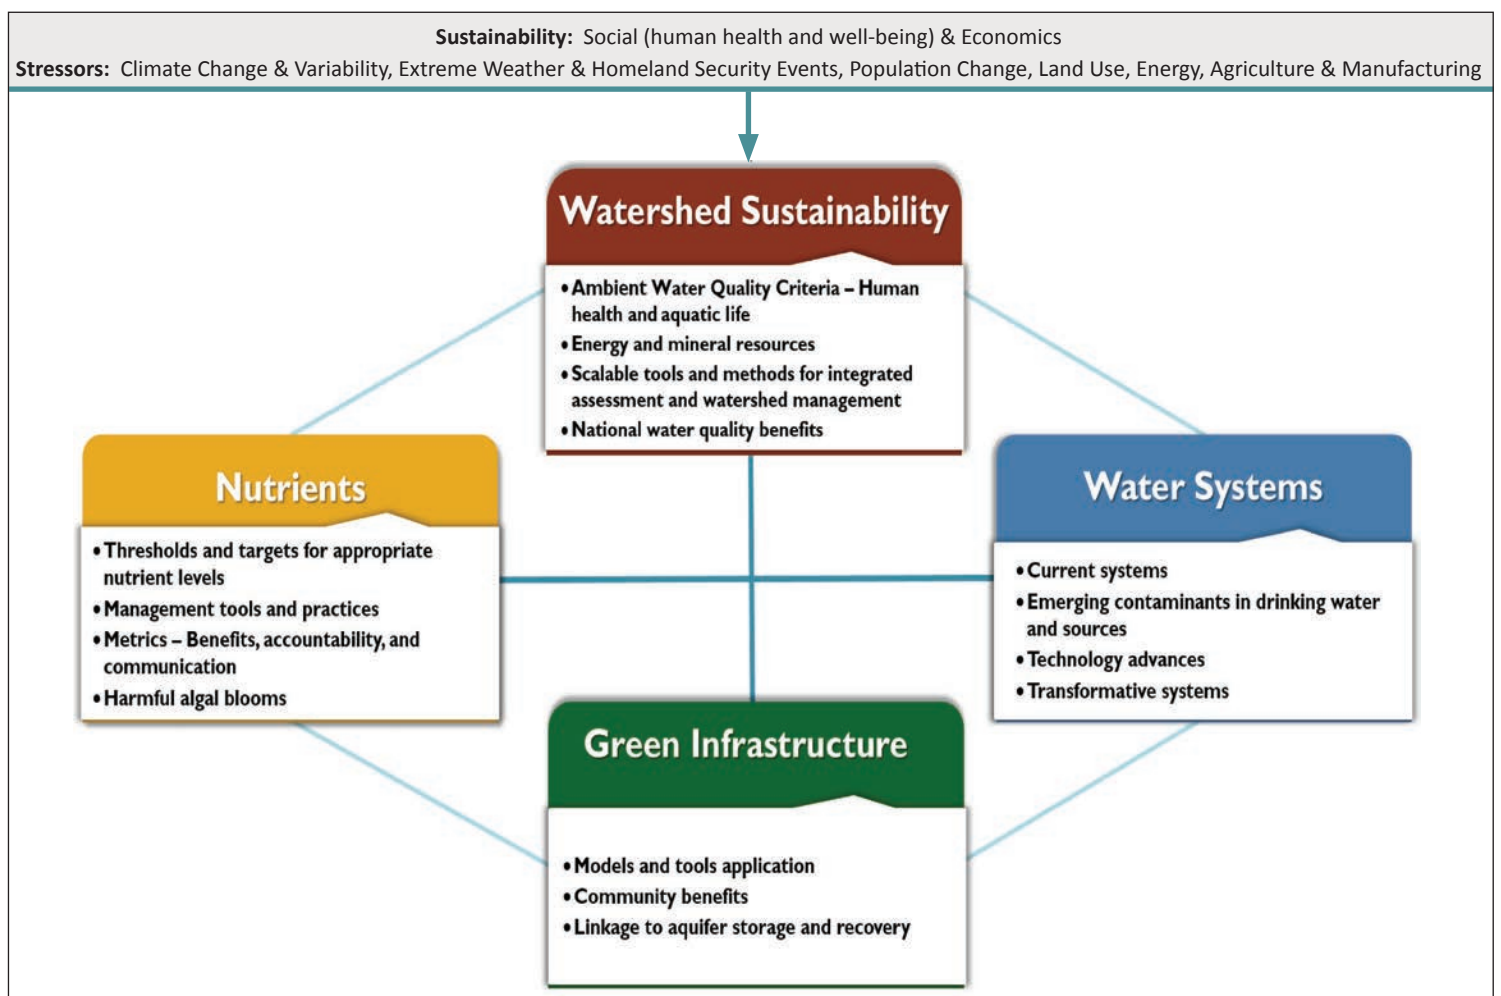 Sustainability: Social (human health and well-being) & Economics
Stressors: Climate Change & Variability, Extreme Weather & Homeland Security Events, Population Change, Land Use, Energy, Agriculture & Manufacturing
Watershed Sustainability
• Ambient Water Quality Criteria – Human
health and aquatic life
• Energy and mineral resources
• Scalable tools and methods for integrated
assessment and watershed management
• National water quality benefits
Nutrients
• Thresholds and targets for appropriate
nutrient levels
• Management tools and practices
• Metrics – Benefits, accountability, and
communication
• Harmful algal blooms
Water Systems
• Current systems
• Emerging contaminants in drinking water
and sources
• Technology advances
• Transformative systems
Green Infrastructure
• Models and tools application
• Community benefits
• Linkage to aquifer storage and recovery